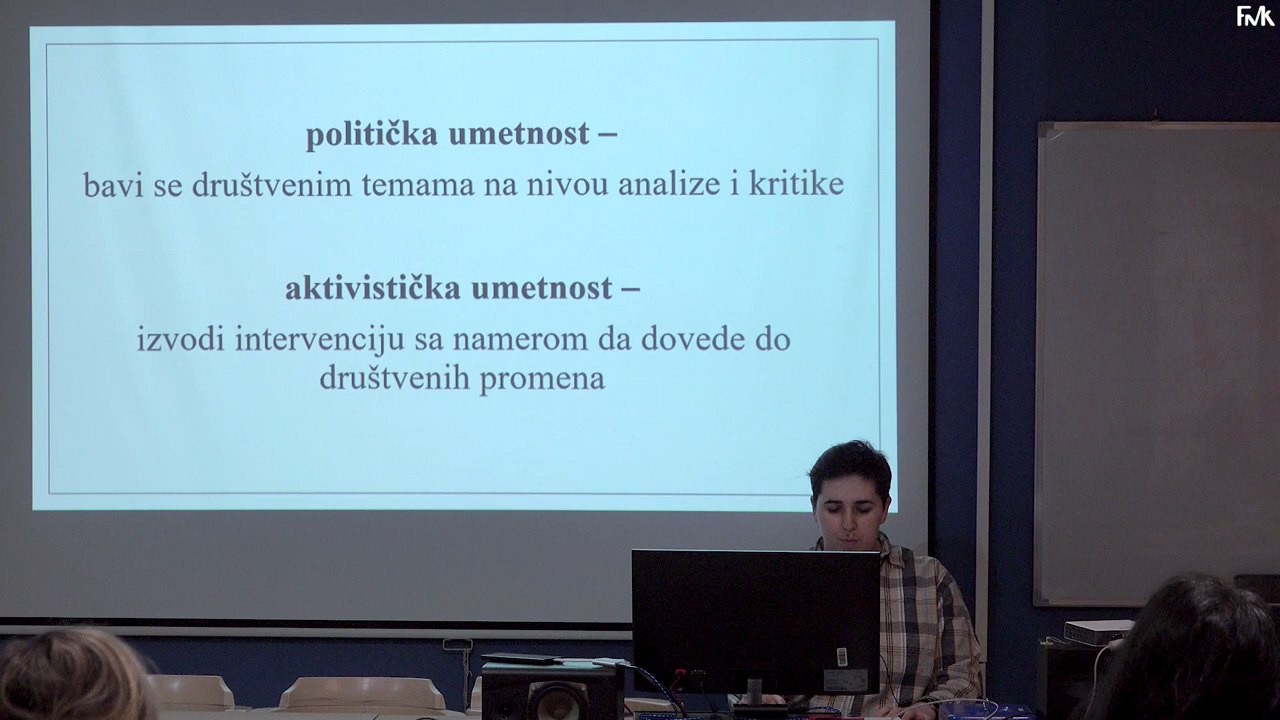 FMK
politička umetnost –
bavi se društvenim temama na nivou analize i kritike
aktivistička umetnost –
izvodi intervenciju sa namerom da dovede do
društvenih promena